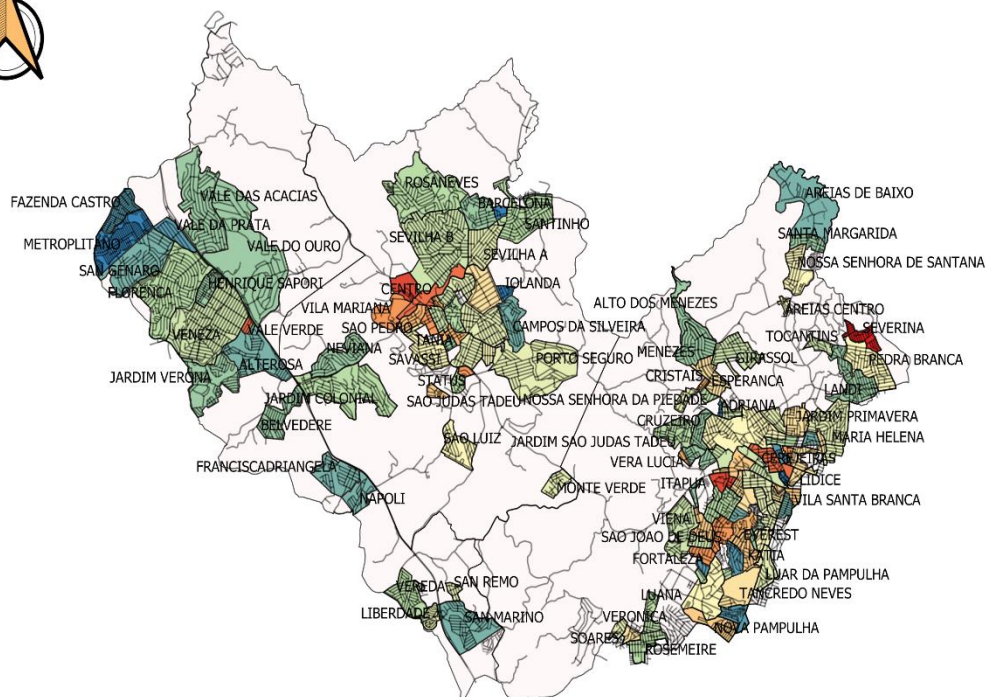 ROSANEVES
AREIAS DE BAIXO
VALE DAS ACACIAS
FAZENDA CASTRO
BARCELONA
VALE DA PRATA
SANTINHO
SANTA MARGARIDA
SEVILHA B
METROPLITANO
VALE DO OURO
SEVILHA A
NOSSA SENHORA DE SANTANA
SAN GENARO
HENRIQUE SAPORI
IOLANDA
CENTRO
FLORENCA
ALTO DOS MENEZES
VILA MARIANA
AREIAS CENTRO
SAO PEDRO
CAMPOS DA SILVEIRA
SEVERINA
VENEZA
VALE VERDE
TOCANTINS
NEVIANA
MENEZES
SAVASSI
PORTO SEGURO
GIRASSOL
PEDRA BRANCA
ALTEROSA
CRISTAIS
JARDIM VERONA
STATUS
ESPERANCA
LANDI
JARDIM COLONIAL
SAO JUDAS TADEU
NOSSA SENHORA DA PIEDADE
ADRIANA
JARDIM PRIMAVERA
BELVEDERE
CRUZEIRO
SAO LUIZ
JARDIM SAO JUDAS TADEU
MARIA HELENA
FRANCISCADRIANGELA
VERA LUCIA
LIDICE
ITAPUA
MONTE VERDE
NAPOLI
VILA SANTA BRANCA
VIENA
SAO JOAO DE DEUS
EVEREST
FORTALEZA
KATIA
LUAR DA PAMPULHA
VEREDA
SAN REMO
LUANA
TANCREDO NEVES
LIBERDADE
SAN MARINO
VERONICA
NOVA PAMPULHA
SOARES
ROSEMEIRE